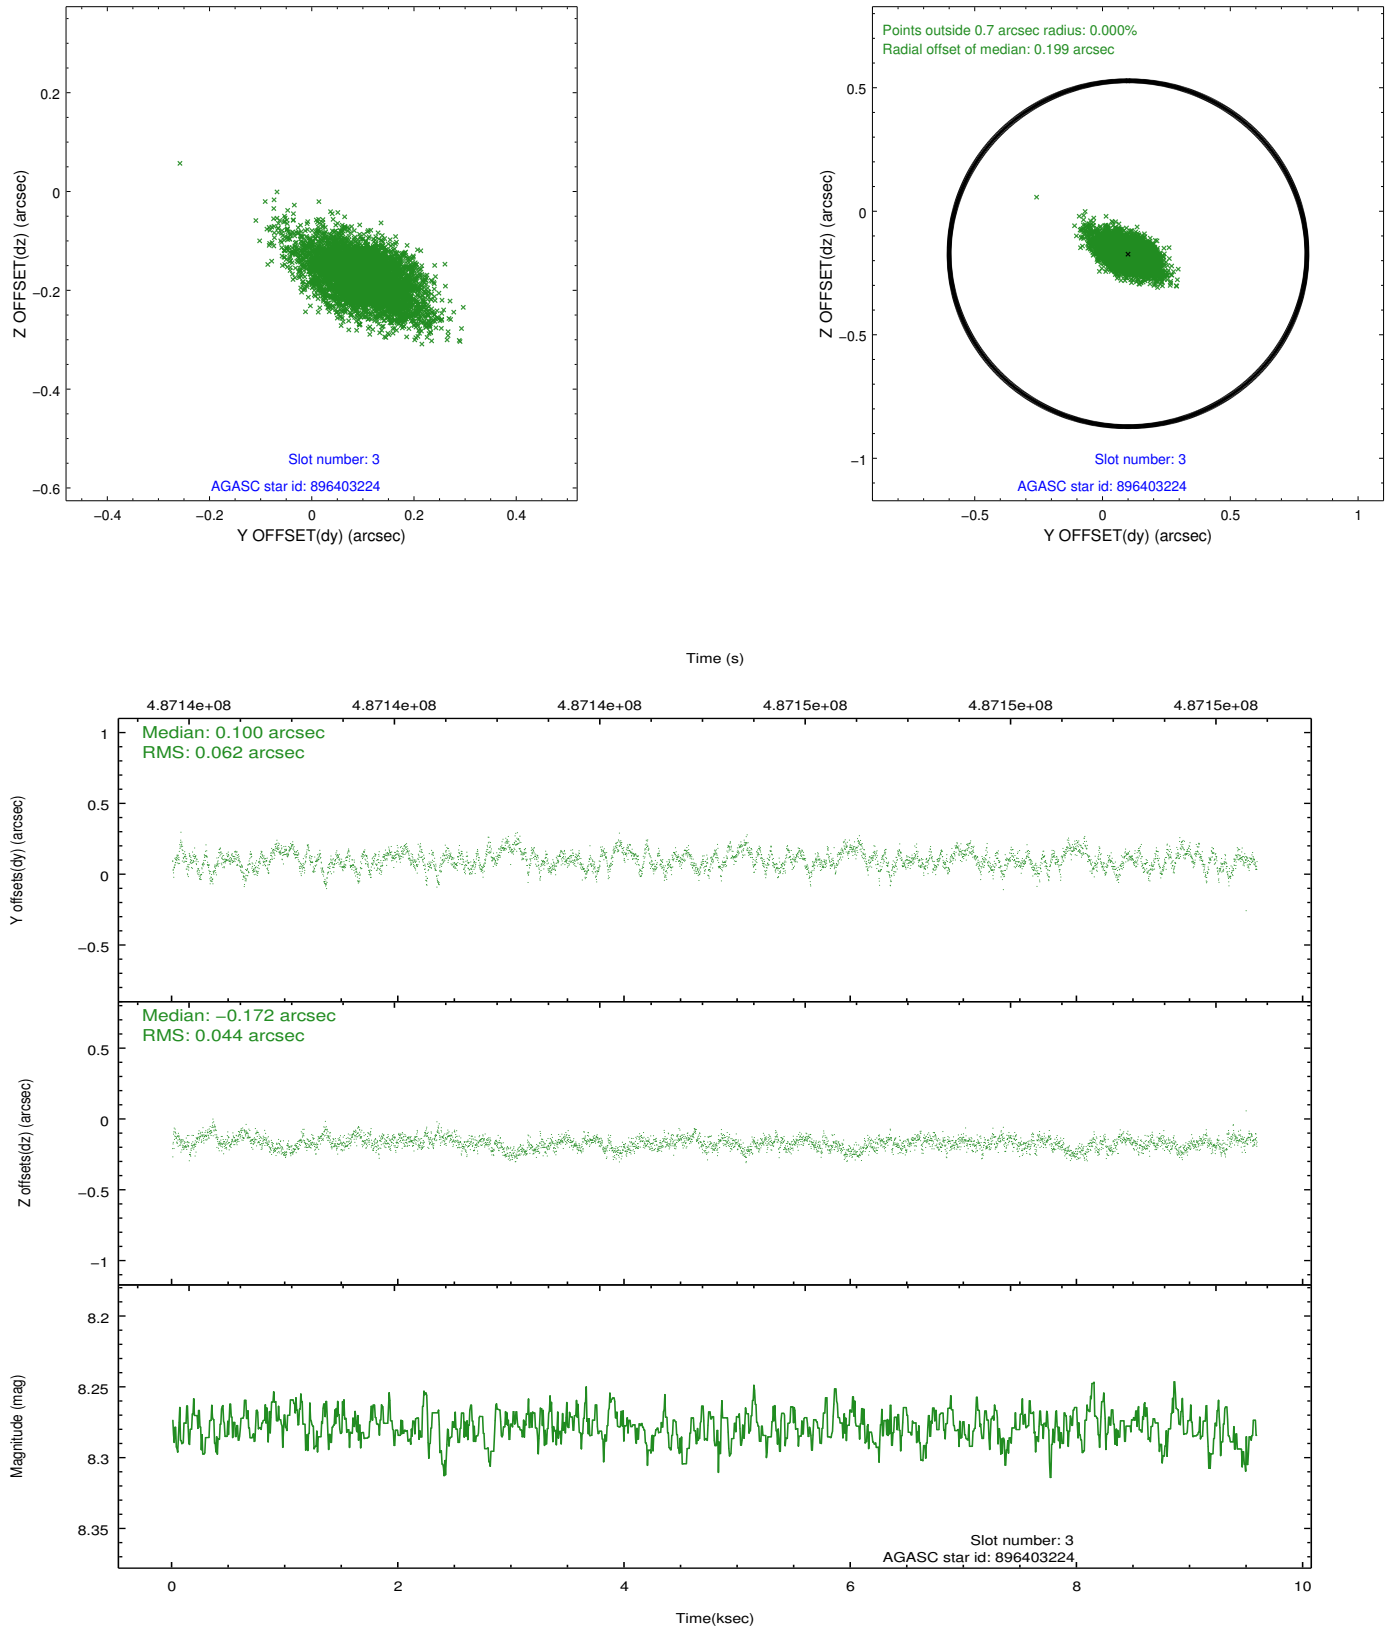 0.2
0
−0.2
−0.4
−0.6
−0.4
−0.2
0
0.2
0.4
Z OFFSET(dz) (arcsec)
Y OFFSET(dy) (arcsec)
Slot number: 3
AGASC star id: 896403224
Points outside 0.7 arcsec radius: 0.000%
Radial offset of median: 0.199 arcsec
0.5
0
−0.5
−1
−0.5
0
0.5
1
Z OFFSET(dz) (arcsec)
Y OFFSET(dy) (arcsec)
Slot number: 3
AGASC star id: 896403224
Time (s)
4.8714e+08
4.8714e+08
4.8714e+08
4.8715e+08
4.8715e+08
4.8715e+08
Median: 0.100 arcsec
RMS: 0.062 arcsec
1
0.5
0
−0.5
Y offsets(dy) (arcsec)
Median: −0.172 arcsec
RMS: 0.044 arcsec
0.5
0
−0.5
−1
Z offsets(dz) (arcsec)
8.2
8.25
8.3
8.35
Magnitude (mag)
Slot number: 3
AGASC star id: 896403224
0
2
4
6
8
10
Time(ksec)